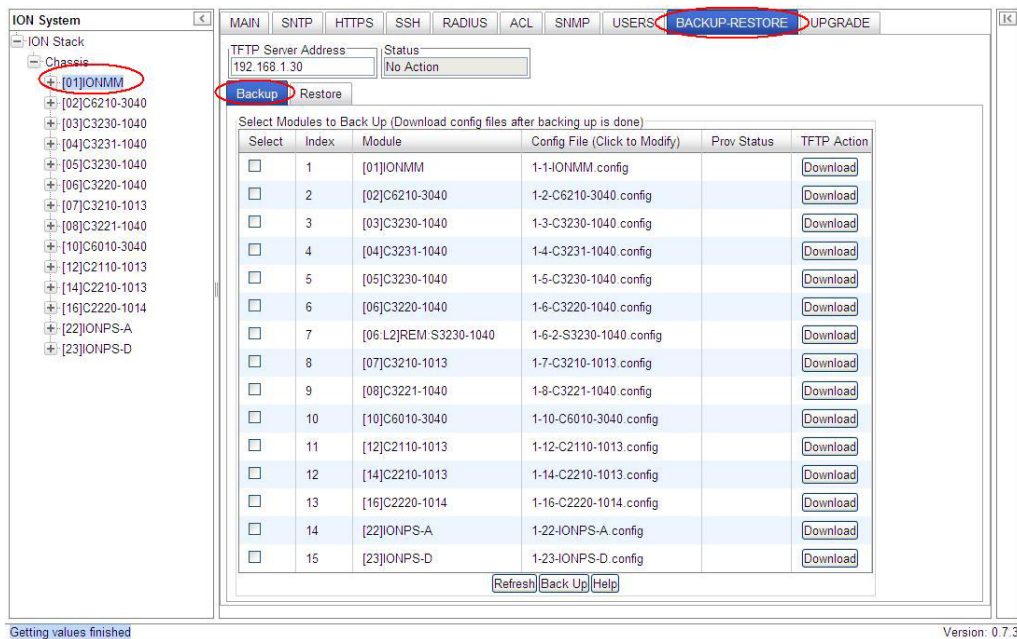 ION System
ION Stack
Chassis
[01]IONMM
[02]C6210-3040
[03]C3230-1040
[04]C3231-1040
[05]C3230-1040
[06]C3220-1040
[07]C3210-1013
[08]C3221-1040
[10]C6010-3040
[12]C2110-1013
[14]C2210-1013
[16]C2220-1014
[22]IONPS-A
[23]IONPS-D
MAIN SNTP HTTPS SSH RADIUS ACL SNMP USERS BACKUP-RESTORE UPGRADE
TFTP Server Address Status
192.168.1.30 No Action
Backup Restore
Select Modules to Back Up (Download config files after backing up is done)
Select Index Module Config File (Click to Modify) Prov Status TFTP Action
1 [01]IONMM 1-1-IONMM.config Download
2 [02]C6210-3040 1-2-C6210-3040.config Download
3 [03]C3230-1040 1-3-C3230-1040.config Download
4 [04]C3231-1040 1-4-C3231-1040.config Download
5 [05]C3230-1040 1-5-C3230-1040.config Download
6 [06]C3220-1040 1-6-C3220-1040.config Download
7 [06:L2]REM:S3230-1040 1-6-2-S3230-1040.config Download
8 [07]C3210-1013 1-7-C3210-1013.config Download
9 [08]C3221-1040 1-8-C3221-1040.config Download
10 [10]C6010-3040 1-10-C6010-3040.config Download
11 [12]C2110-1013 1-12-C2110-1013.config Download
12 [14]C2210-1013 1-14-C2210-1013.config Download
13 [16]C2220-1014 1-16-C2220-1014.config Download
14 [22]IONPS-A 1-22-IONPS-A.config Download
15 [23]IONPS-D 1-23-IONPS-D.config Download
Refresh Back Up Help
Getting values finished Version: 0.7.3